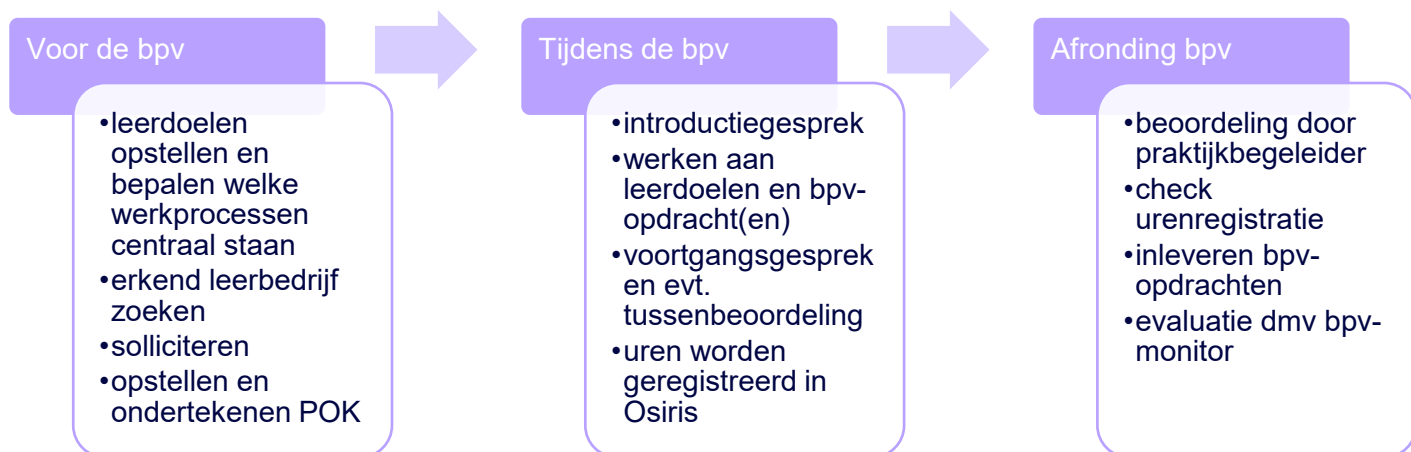 Voor de bpv
•leerdoelen
opstellen en
bepalen welke
werkprocessen
centraal staan
•erkend leerbedrijf
zoeken
•solliciteren
•opstellen en
ondertekenen POK
Tijdens de bpv
•introductiegesprek
•werken aan
leerdoelen en bpv-
opdracht(en)
•voortgangsgesprek
en evt.
tussenbeoordeling
•uren worden
geregistreerd in
Osiris
Afronding bpv
•beoordeling door
praktijkbegeleider
•check
urenregistratie
•inleveren bpv-
opdrachten
•evaluatie dmv bpv-
monitor